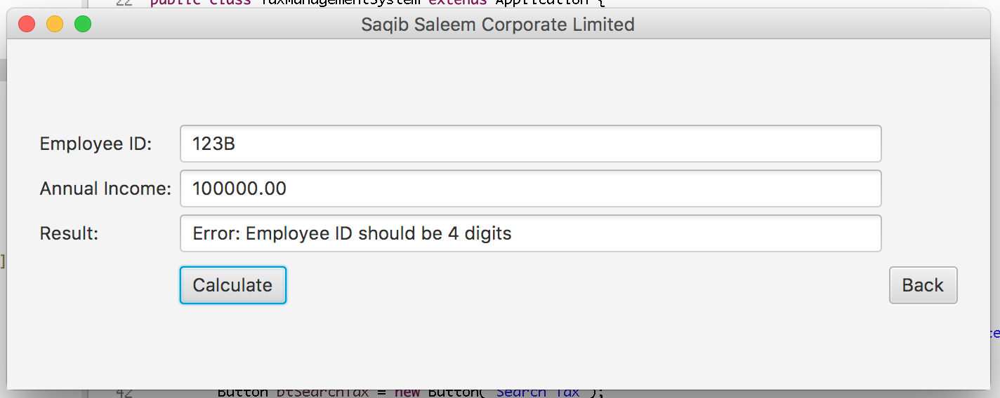 22 public class TaxManagementSystem extends Application {
Saqib Saleem Corporate Limited
Employee ID: 123B
Annual Income: 100000.00
Result: Error: Employee ID should be 4 digits
]
Calculate Back
42 Button btSearchTax = new Button("Search Tax");